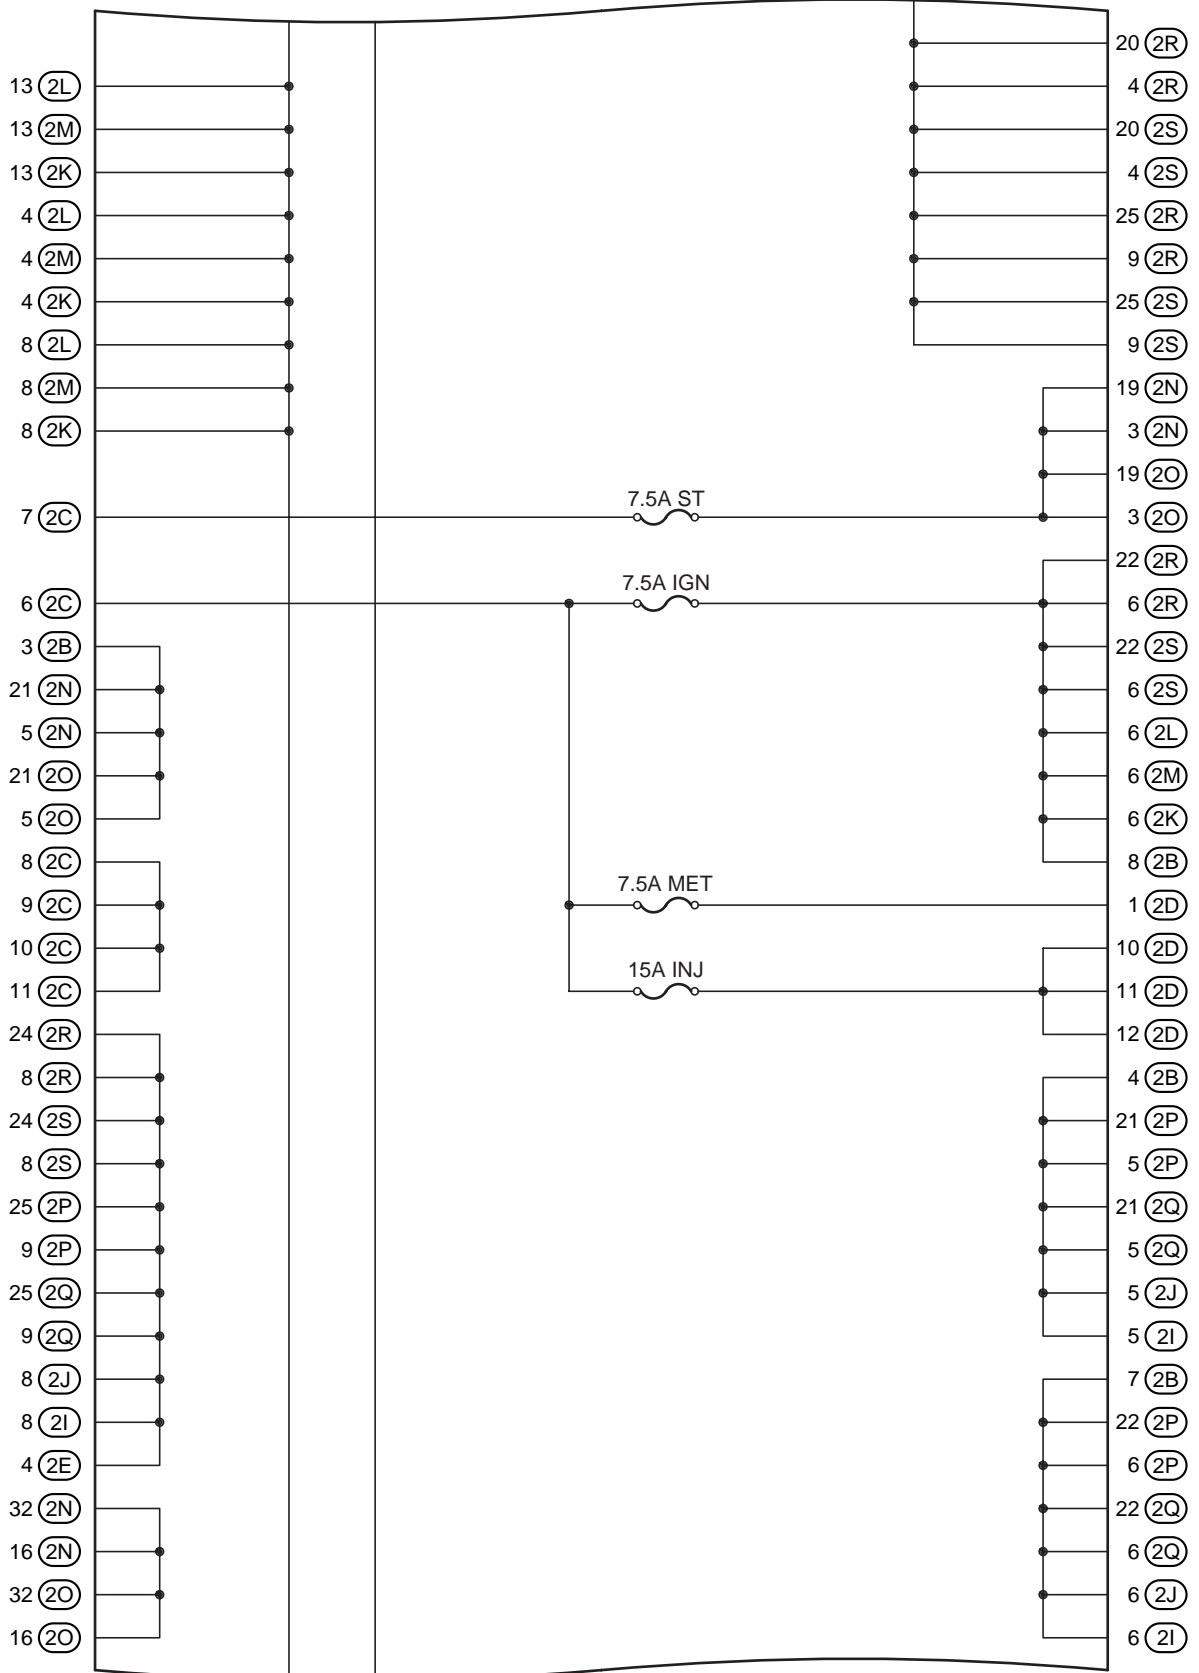 20 2R
13 2L
4 2R
13 2M
20 2S
13 2K
4 2S
4 2L
25 2R
4 2M
9 2R
4 2K
25 2S
8 2L
9 2S
8 2M
19 2N
8 2K
3 2N
19 2O
7.5A ST
7 2C
3 2O
22 2R
7.5A IGN
6 2C
6 2R
3 2B
22 2S
21 2N
6 2S
5 2N
6 2L
21 2O
6 2M
5 2O
6 2K
8 2C
8 2B
7.5A MET
9 2C
1 2D
10 2C
10 2D
15A INJ
11 2C
11 2D
24 2R
12 2D
8 2R
4 2B
24 2S
21 2P
8 2S
5 2P
25 2P
21 2Q
9 2P
5 2Q
25 2Q
5 2J
9 2Q
5 2I
8 2J
7 2B
8 2I
22 2P
4 2E
6 2P
32 2N
22 2Q
16 2N
6 2Q
32 2O
6 2J
16 2O
6 2I